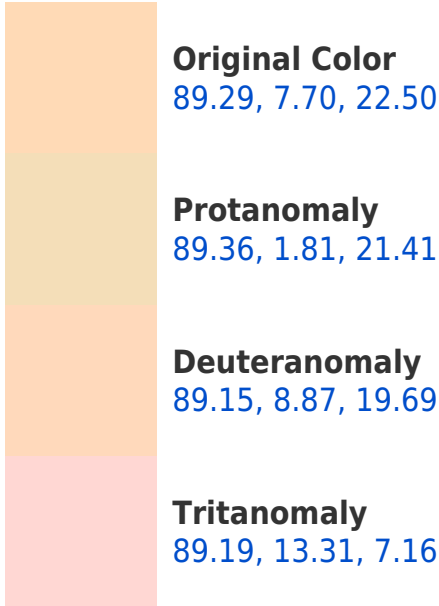 Original Color
89.29, 7.70, 22.50
Protanomaly
89.36, 1.81, 21.41
Deuteranomaly
89.15, 8.87, 19.69
Tritanomaly
89.19, 13.31, 7.16